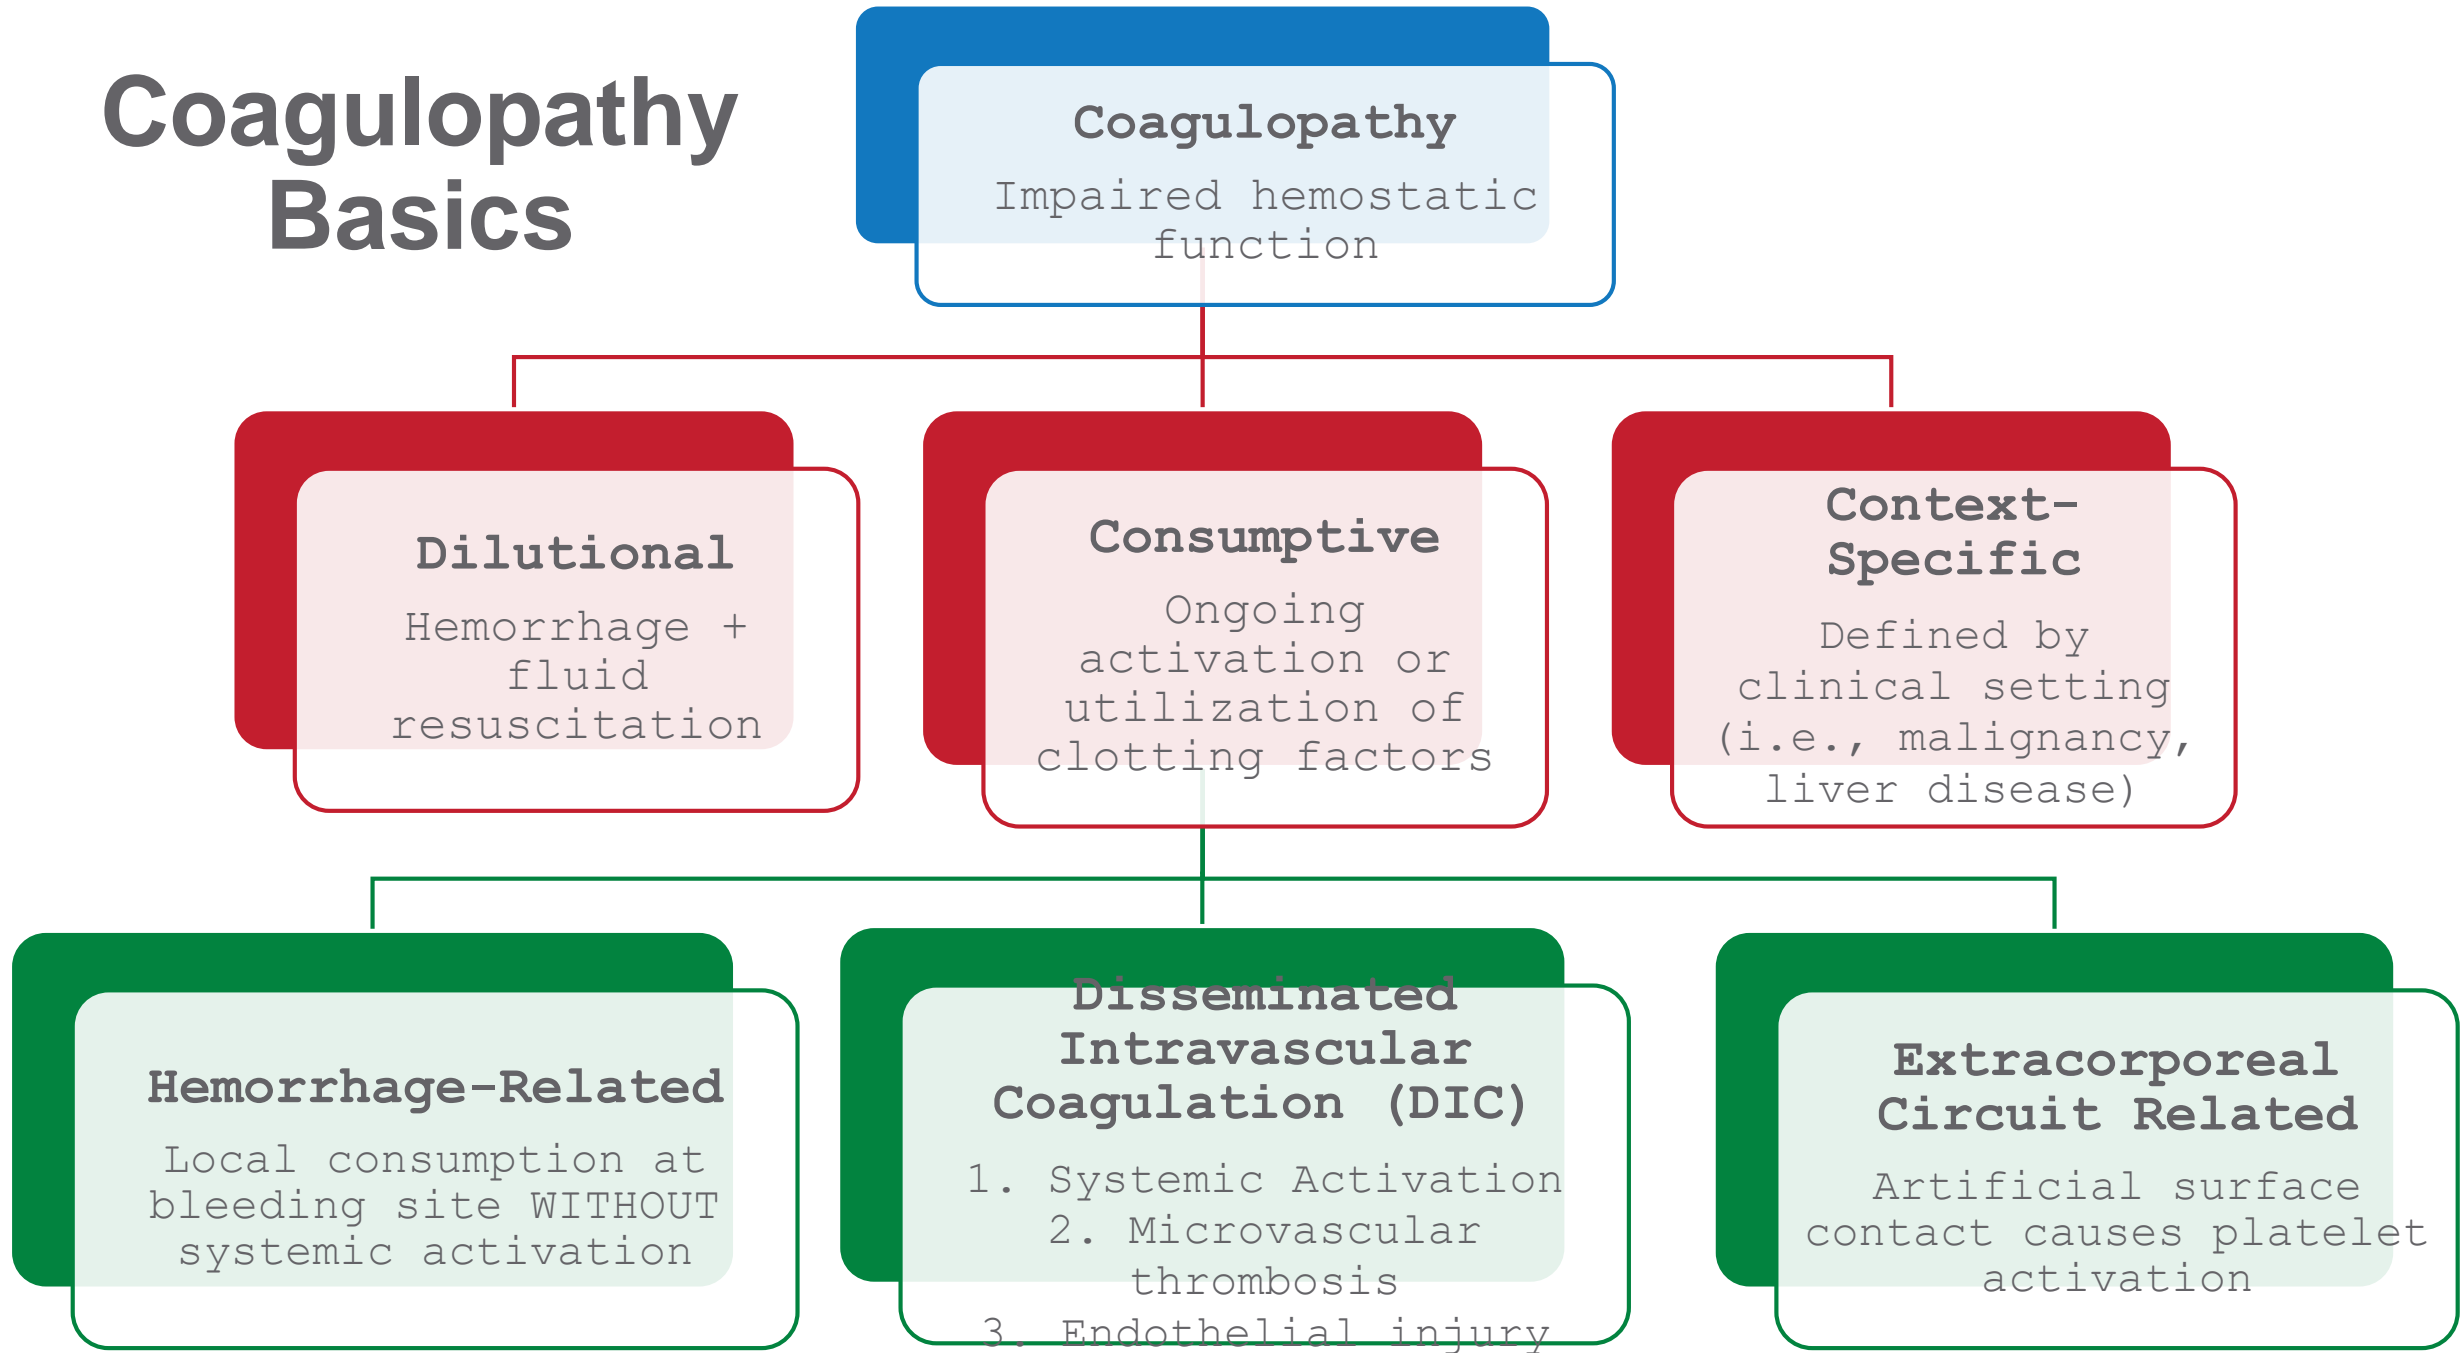 Coagulopathy
Basics
Coagulopathy
Impaired hemostatic
function
Dilutional
Hemorrhage +
fluid
resuscitation
Consumptive
Ongoing
activation or
utilization of
clotting factors
Context-
Specific
Defined by
clinical setting
(i.e., malignancy,
liver disease)
Hemorrhage-Related
Local consumption at
bleeding site WITHOUT
systemic activation
Disseminated
Intravascular
Coagulation (DIC)
1. Systemic Activation
2. Microvascular
thrombosis
3. Endothelial injury
Extracorporeal
Circuit Related
Artificial surface
contact causes platelet
activation